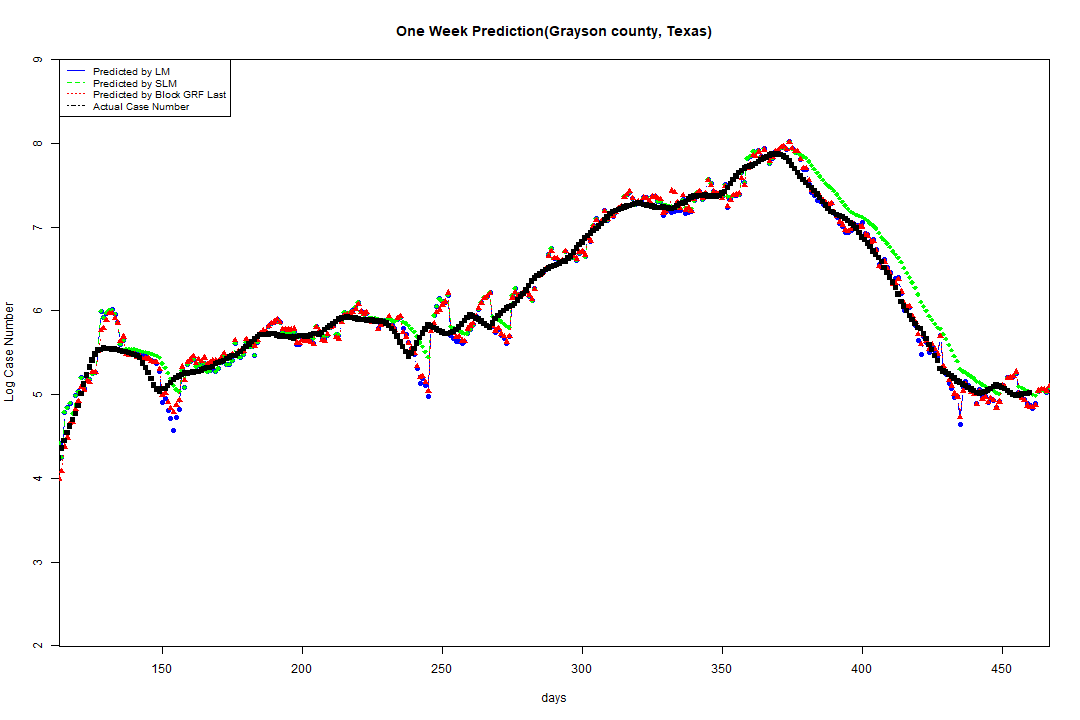 One Week Prediction(Grayson county, Texas)
Predicted by LM
Predicted by SLM
Predicted by Block GRF Last
Actual Case Number
Log Case Number
9
8
7
6
5
4
3
2
150 200 250 300 350 400 450
days